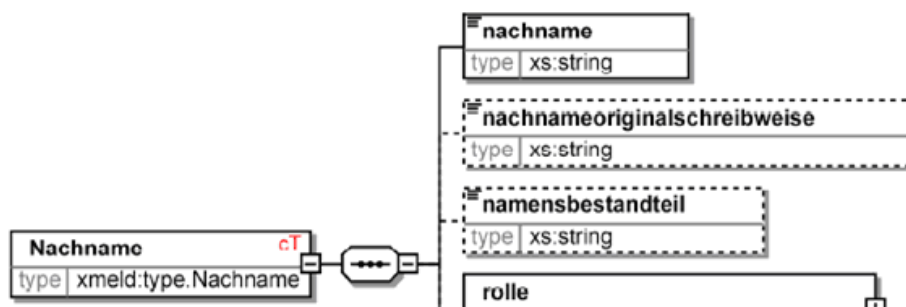 nachname
type xs:string
nachnameoriginalschreibweise
type xs:string
namensbestandteil
type xs:string
Nachname cT
type xmeld:type.Nachname
rolle